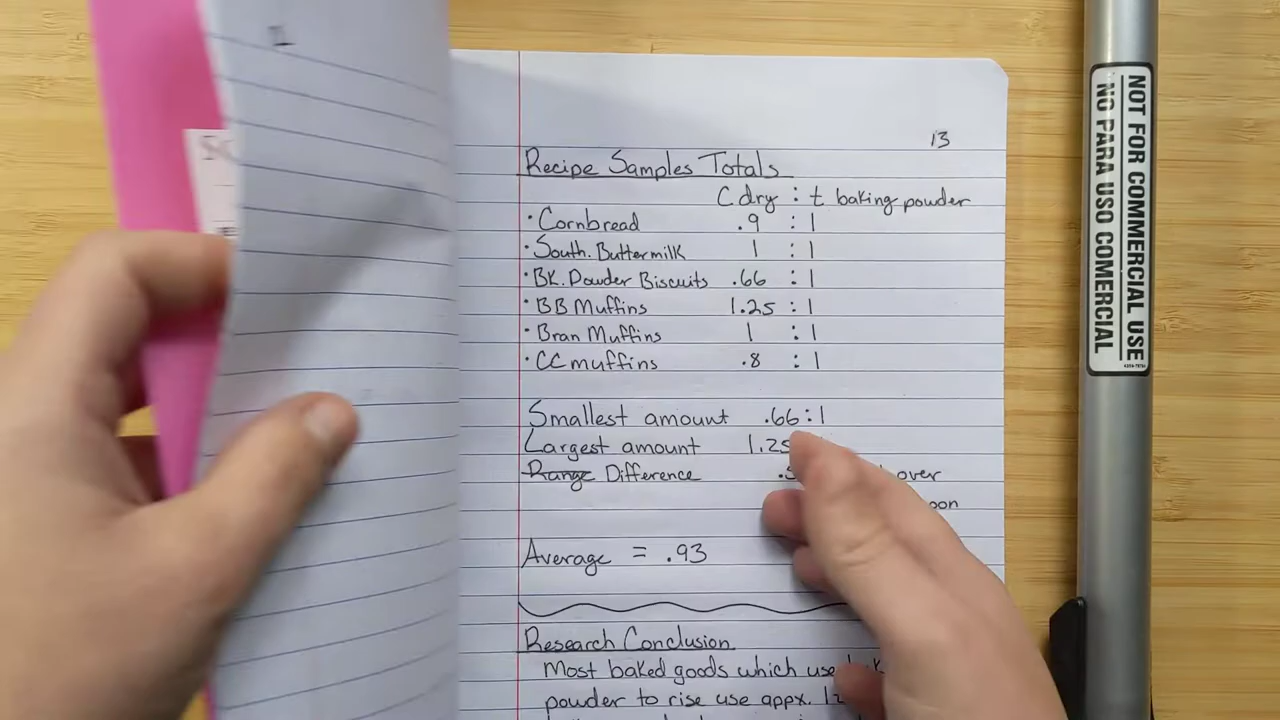 13
Recipe Samples Totals
C dry : t baking powder
· Cornbread .9 : 1
· South. Buttermilk 1 : 1
· BK. Powder Biscuits .66 : 1
· BB Muffins 1.25 : 1
· Bran Muffins 1 : 1
· CC muffins .8 : 1
Smallest amount .66 : 1
Largest amount 1.25
Range Difference over
Average = .93
Research Conclusion
Most baked goods which use
powder to rise use appx.
NOT FOR COMMERCIAL USE
NO PARA USO COMERCIAL